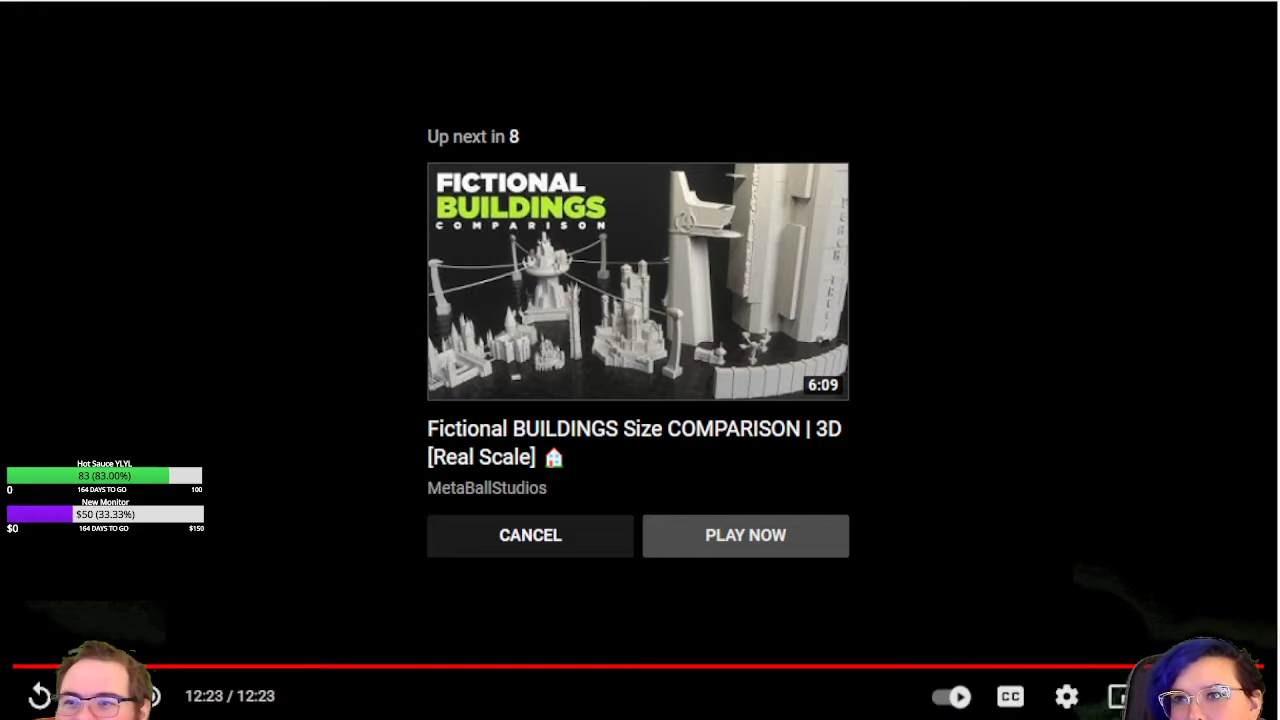 Up next in 8
FICTIONAL
BUILDINGS
COMPARISON
6:09
Fictional BUILDINGS Size COMPARISON | 3D
[Real Scale] 🏠
MetaBallStudios
CANCEL
PLAY NOW
Hot Sauce YLYL
83 (83.00%)
0
164 DAYS TO GO
100
New Monitor
$50 (33.33%)
$0
164 DAYS TO GO
$150
12:23 / 12:23
CC